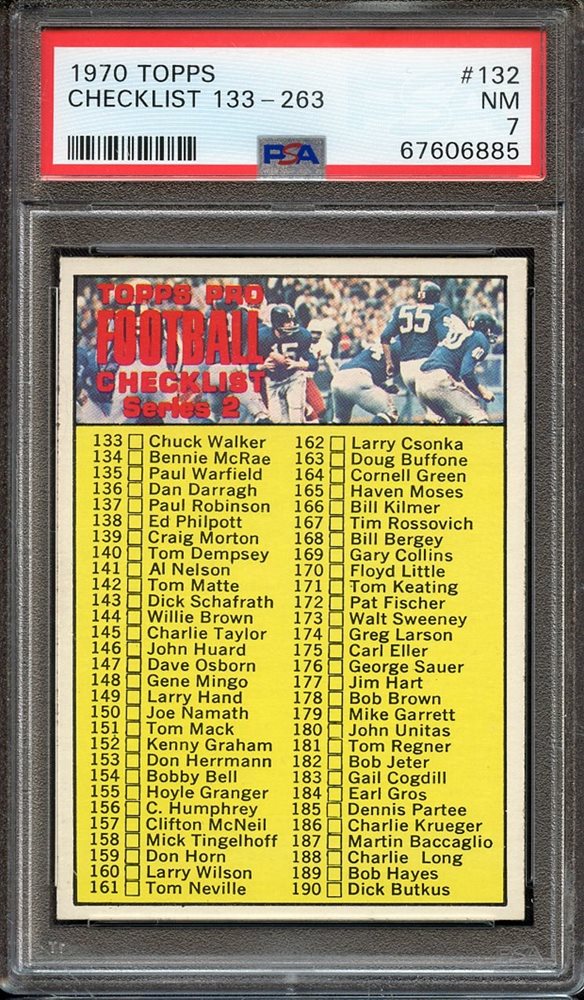 1970 TOPPS #132
CHECKLIST 133-263 NM
7
PSA 67606885
TOPPS PRO
FOOTBALL
CHECKLIST
Series 2
15
55
133 Chuck Walker
134 Bennie McRae
135 Paul Warfield
136 Dan Darragh
137 Paul Robinson
138 Ed Philpott
139 Craig Morton
140 Tom Dempsey
141 Al Nelson
142 Tom Matte
143 Dick Schafrath
144 Willie Brown
145 Charlie Taylor
146 John Huard
147 Dave Osborn
148 Gene Mingo
149 Larry Hand
150 Joe Namath
151 Tom Mack
152 Kenny Graham
153 Don Herrmann
154 Bobby Bell
155 Hoyle Granger
156 C. Humphrey
157 Clifton McNeil
158 Mick Tingelhoff
159 Don Horn
160 Larry Wilson
161 Tom Neville
162 Larry Csonka
163 Doug Buffone
164 Cornell Green
165 Haven Moses
166 Bill Kilmer
167 Tim Rossovich
168 Bill Bergey
169 Gary Collins
170 Floyd Little
171 Tom Keating
172 Pat Fischer
173 Walt Sweeney
174 Greg Larson
175 Carl Eller
176 George Sauer
177 Jim Hart
178 Bob Brown
179 Mike Garrett
180 John Unitas
181 Tom Regner
182 Bob Jeter
183 Gail Cogdill
184 Earl Gros
185 Dennis Partee
186 Charlie Krueger
187 Martin Baccaglio
188 Charlie Long
189 Bob Hayes
190 Dick Butkus
PSA